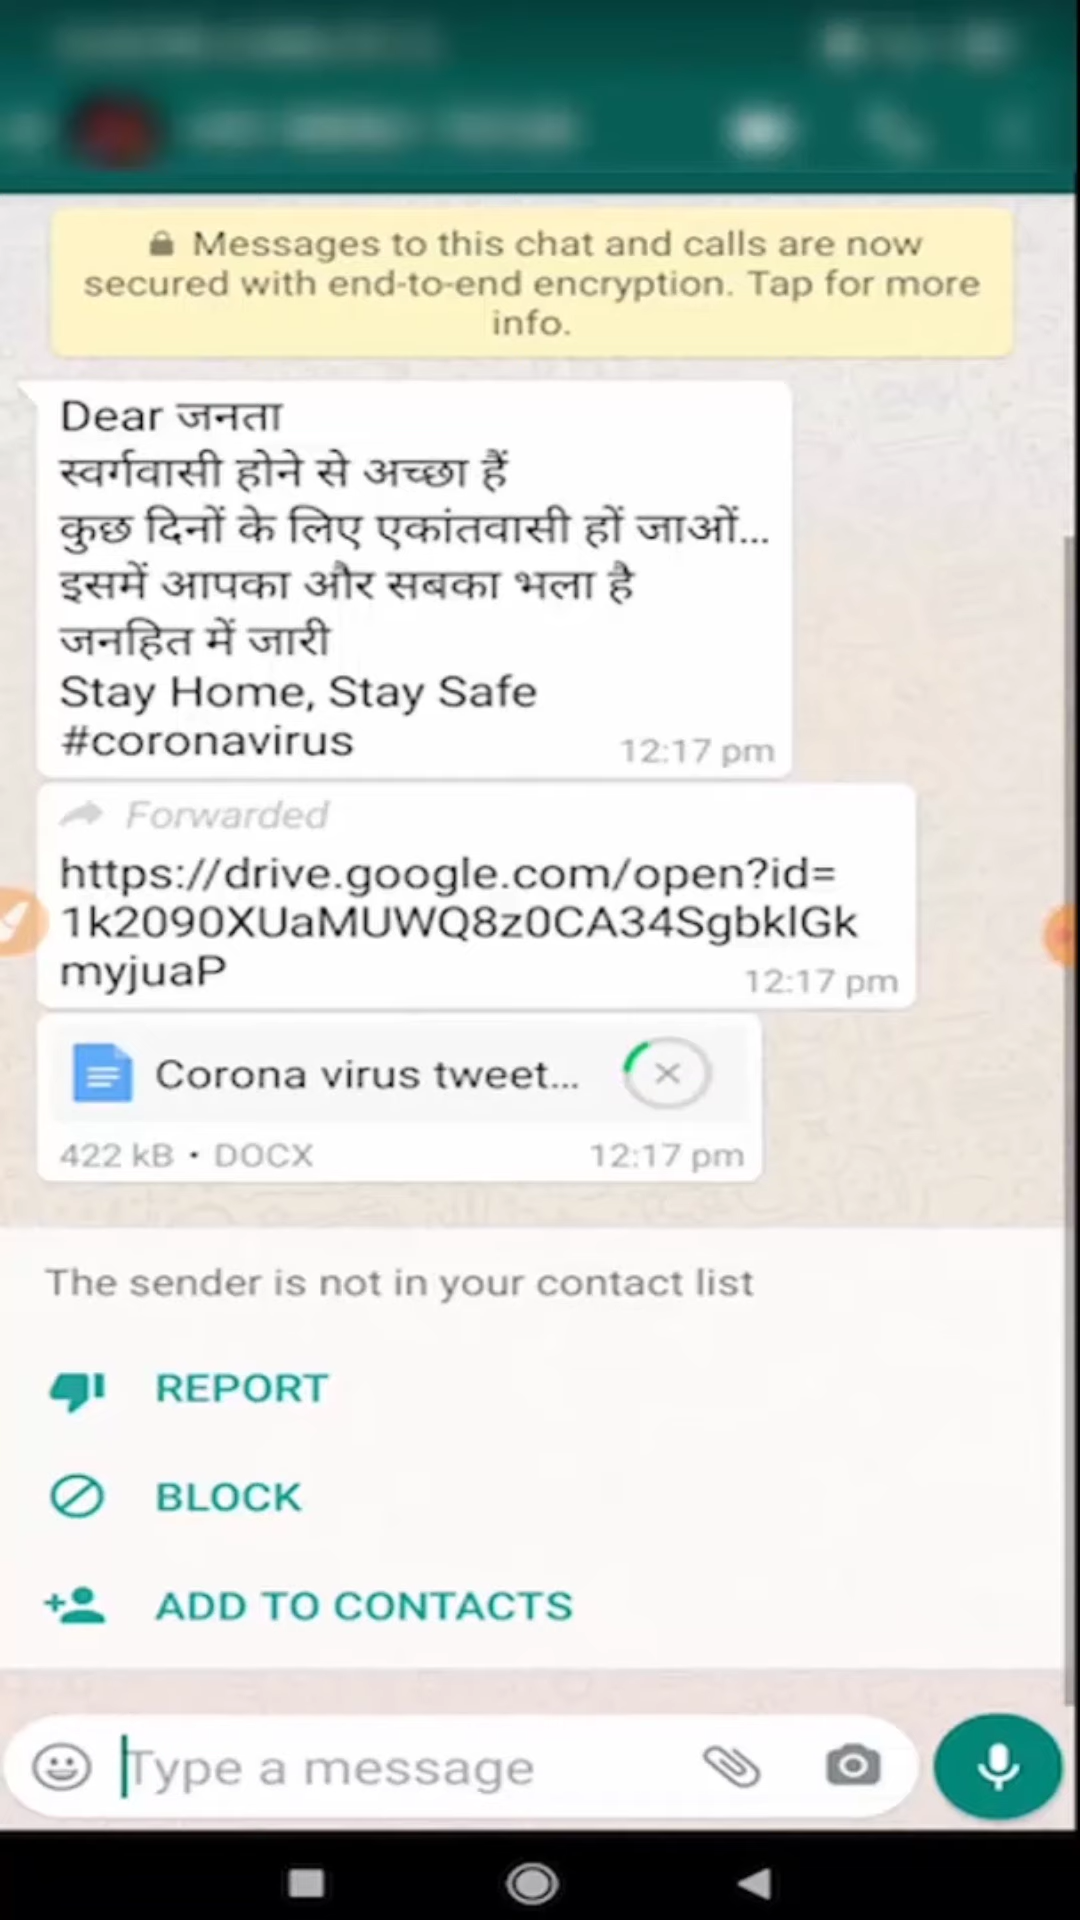 Messages to this chat and calls are now
secured with end-to-end encryption. Tap for more
info.
Dear जनता
स्वर्गवासी होने से अच्छा हैं
कुछ दिनों के लिए एकांतवासी हों जाओं...
इसमें आपका और सबका भला है
जनहित में जारी
Stay Home, Stay Safe
#coronavirus
12:17 pm
Forwarded
https://drive.google.com/open?id=
1k2090XUaMUWQ8z0CA34SgbklGk
myjuaP
12:17 pm
Corona virus tweet...
422 kB • DOCX
12:17 pm
The sender is not in your contact list
REPORT
BLOCK
ADD TO CONTACTS
Type a message